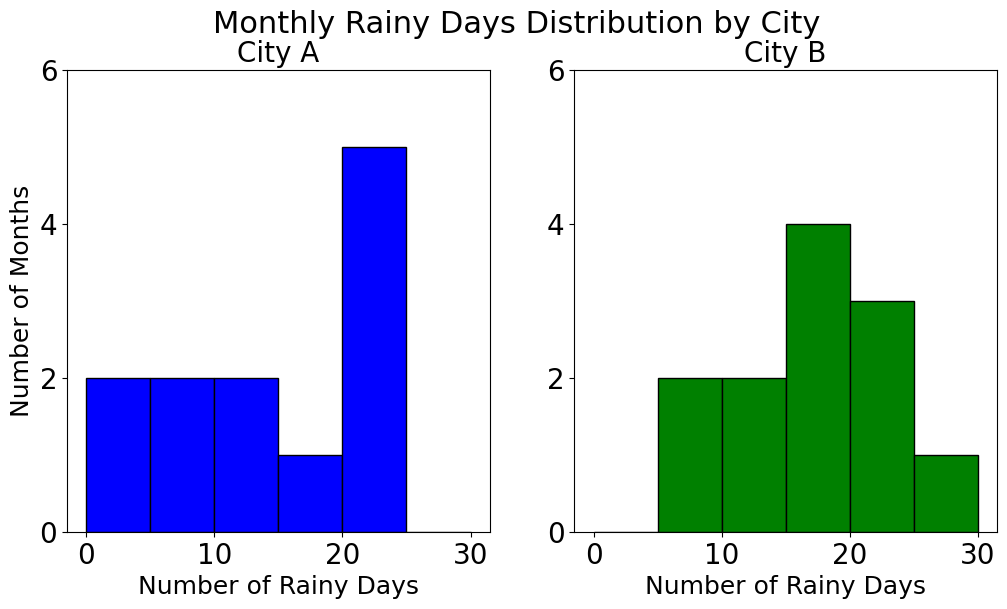 Monthly Rainy Days Distribution by City
City A
6
4
2
0
Number of Months
0 10 20 30
Number of Rainy Days
City B
6
4
2
0
0 10 20 30
Number of Rainy Days